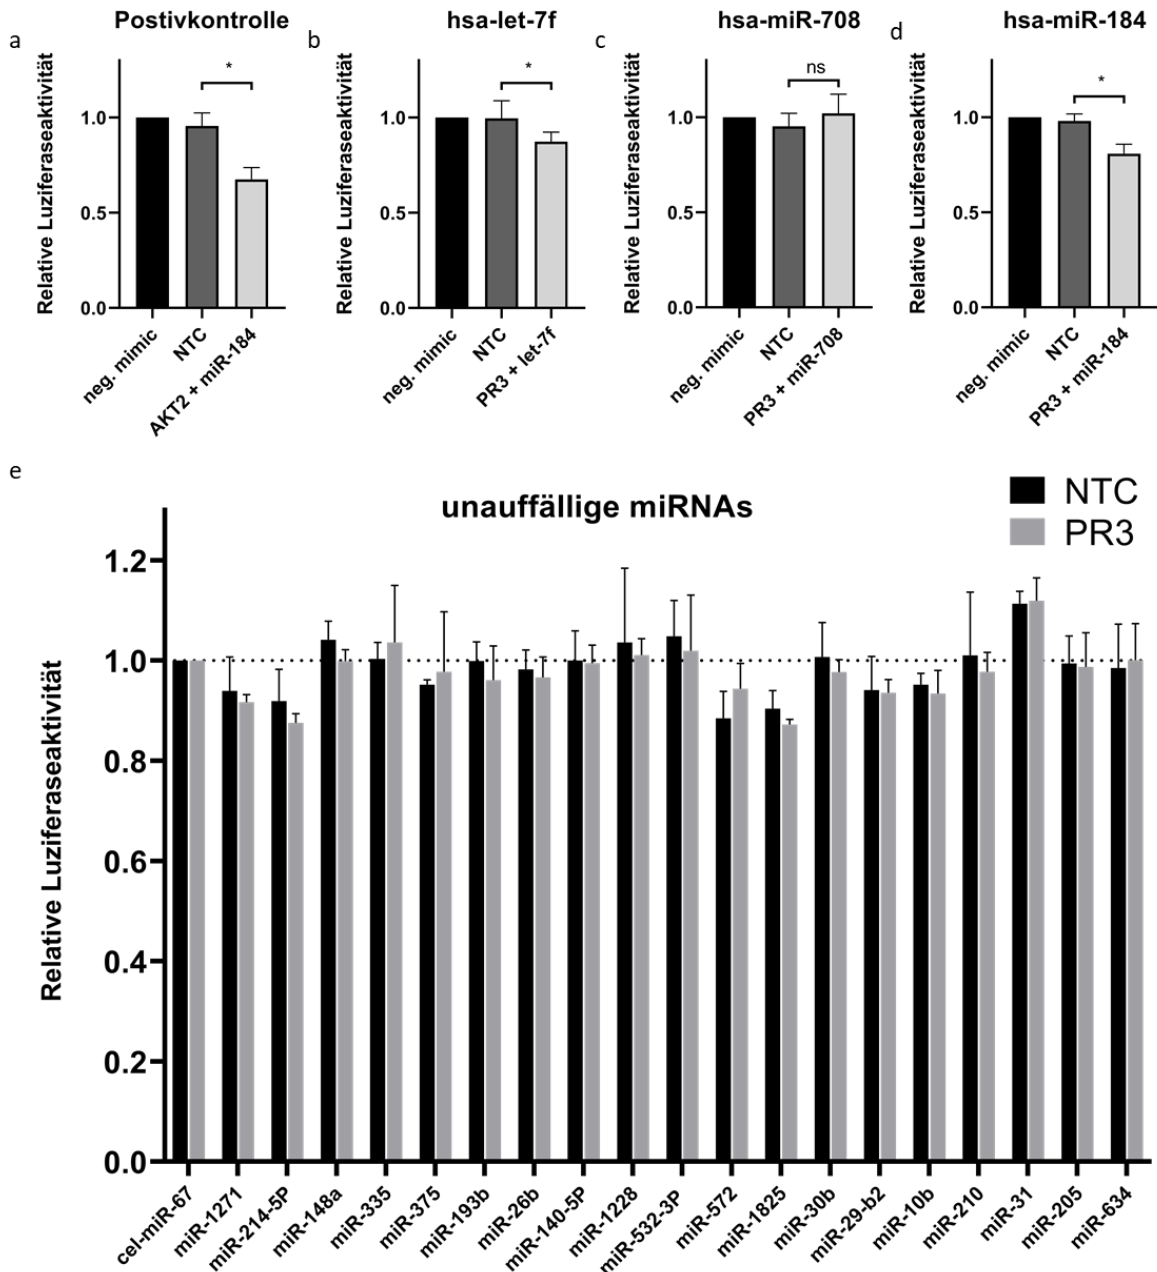 a
Postivkontrolle
Relative Luziferaseaktivität
1.0
0.5
0.0
*
neg. mimic
NTC
AKT2 + miR-184
b
hsa-let-7f
Relative Luziferaseaktivität
1.0
0.5
0.0
*
neg. mimic
NTC
PR3 + let-7f
c
hsa-miR-708
Relative Luziferaseaktivität
1.0
0.5
0.0
ns
neg. mimic
NTC
PR3 + miR-708
d
hsa-miR-184
Relative Luziferaseaktivität
1.0
0.5
0.0
*
neg. mimic
NTC
PR3 + miR-184
e
unauffällige miRNAs
NTC
PR3
Relative Luziferaseaktivität
1.2
1.0
0.8
0.6
0.4
0.2
0.0
cel-miR-67
miR-1271
miR-214-5P
miR-148a
miR-335
miR-375
miR-193b
miR-26b
miR-140-5P
miR-1228
miR-532-3P
miR-572
miR-1825
miR-30b
miR-29-b2
miR-10b
miR-210
miR-31
miR-205
miR-634